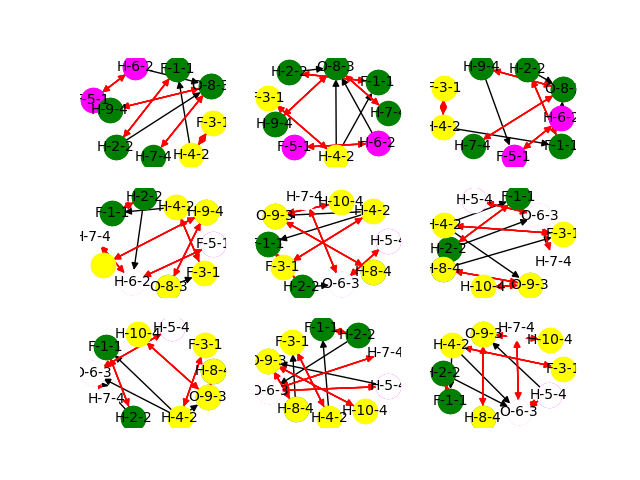 H-6-2 F-1-1
F-5-1 H-9-4 O-8-3
F-3-1
H-2-2 H-7-4 H-4-2
O-8-3
H-2-2 F-1-1
F-3-1 H-7-4
H-9-4
F-5-1 H-4-2 H-6-2
H-9-4 H-2-2
F-3-1 O-8-
H-4-2 H-6-2
H-7-4 F-5-1 F-1-1
H-2-2
F-1-1 H-4-2 H-9-4
H-7-4 F-5-1
H-6-2 O-8-3 F-3-1
H-7-4 H-10-4
O-9-3 H-4-2
F-1-1 H-5-4
F-3-1 H-8-4
H-2-2 O-6-3
H-5-4 F-1-1
H-4-2 O-6-3
H-2-2 F-3-1
H-8-4 H-7-4
H-10-4 O-9-3
H-10-4 H-5-4
F-1-1 F-3-1
O-6-3 H-8-4
H-7-4 O-9-3
H-2-2 H-4-2
F-1-1 H-2-2
F-3-1 H-7-4
O-9-3
O-6-3 H-5-4
H-8-4 H-4-2 H-10-4
O-9-3 H-7-4 H-10-4
H-4-2
H-2-2 F-3-1
F-1-1 H-5-4
H-8-4 O-6-3